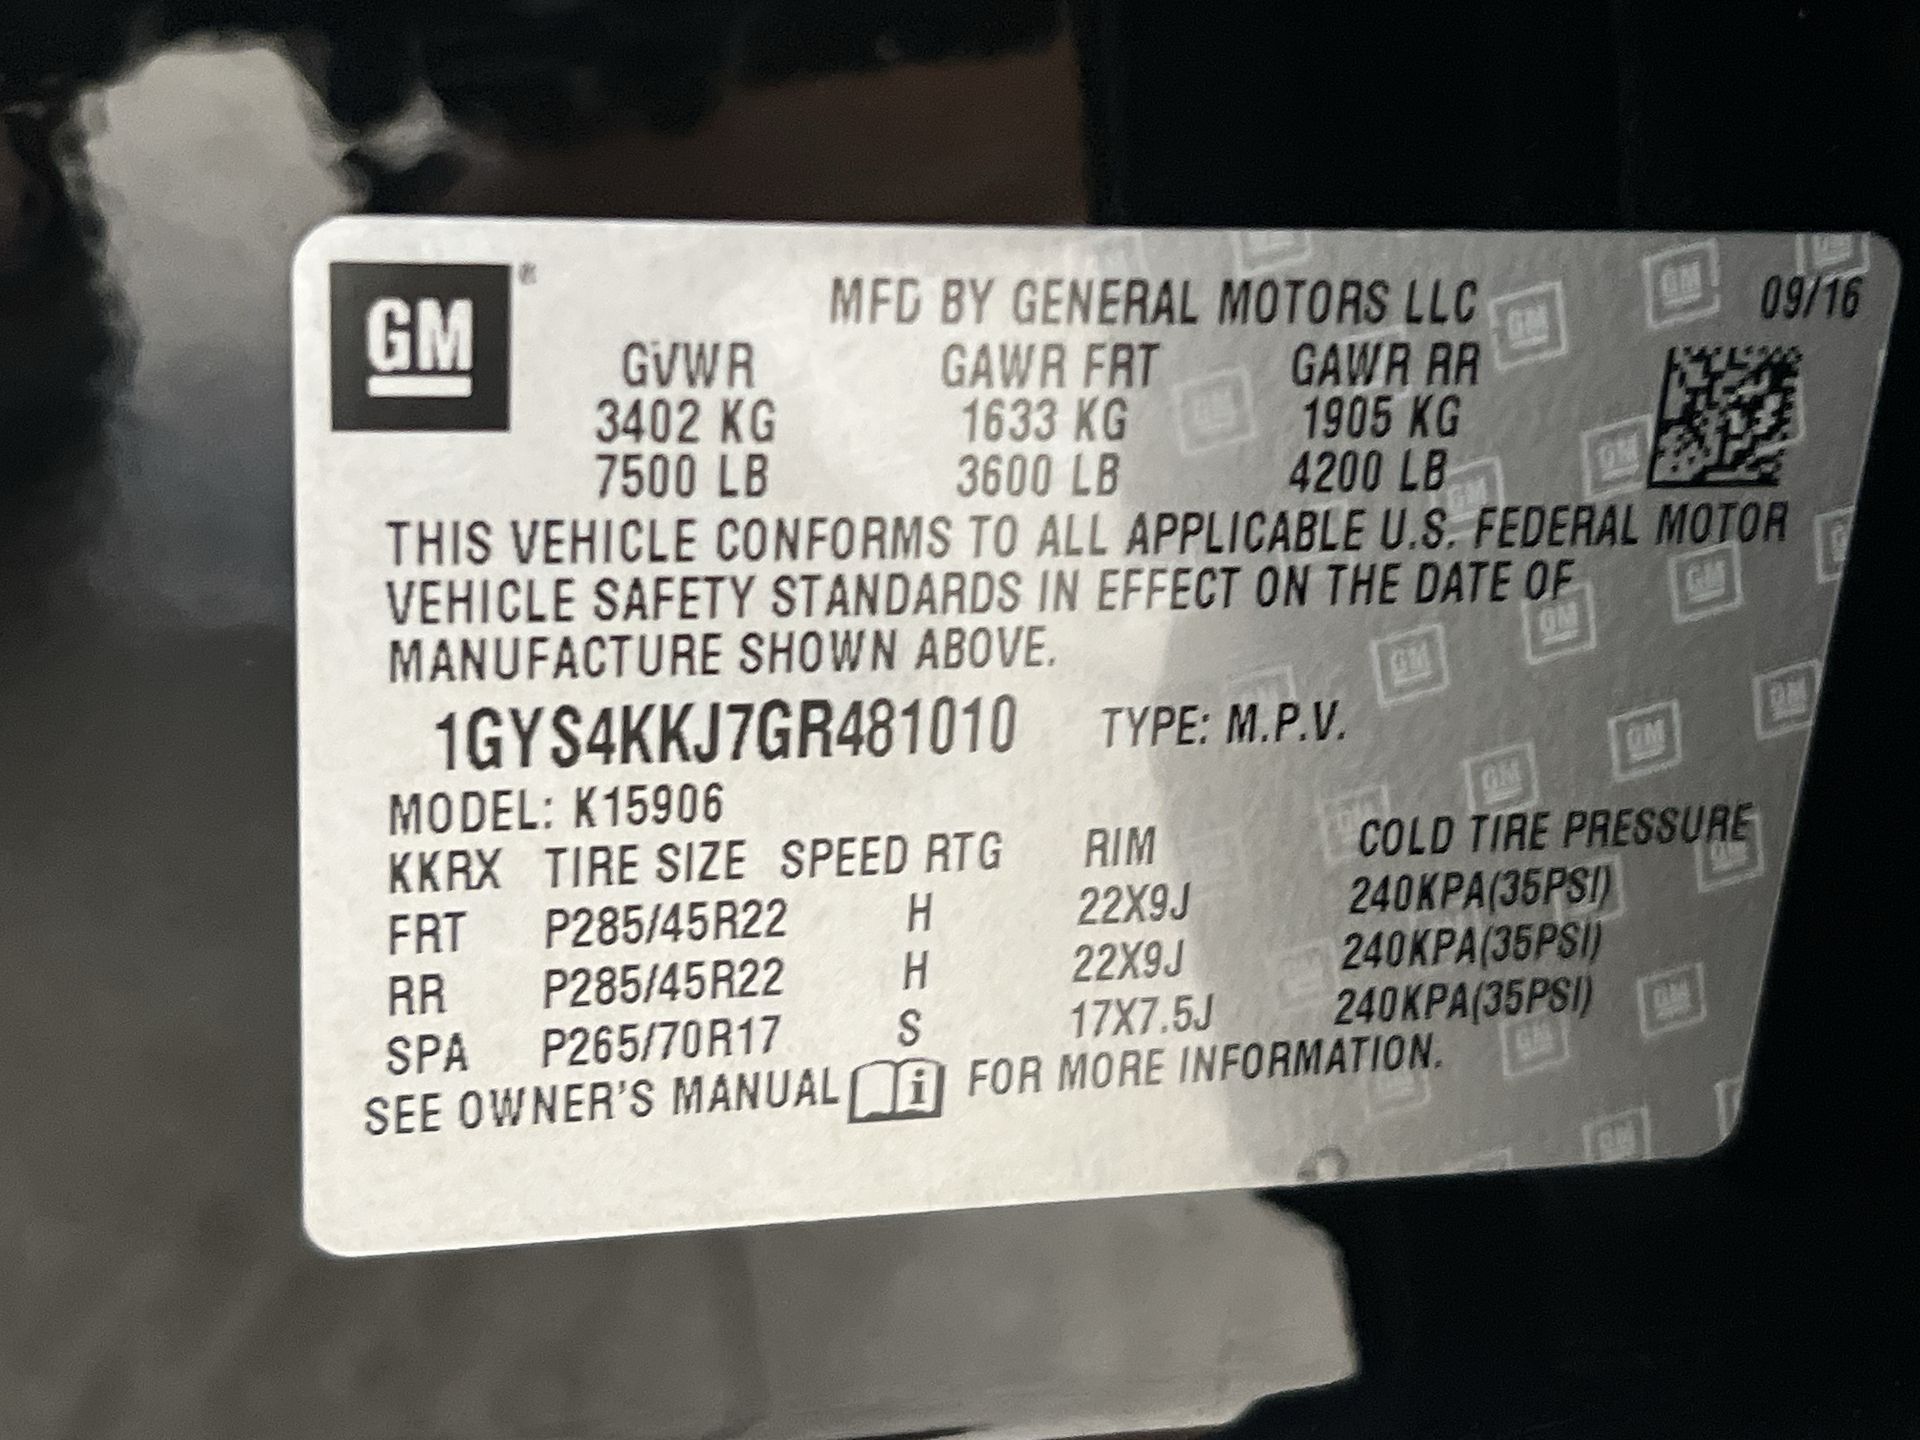 GM ®
MFD BY GENERAL MOTORS LLC 09/16
GVWR GAWR FRT GAWR RR
3402 KG 1633 KG 1905 KG
7500 LB 3600 LB 4200 LB
THIS VEHICLE CONFORMS TO ALL APPLICABLE U.S. FEDERAL MOTOR
VEHICLE SAFETY STANDARDS IN EFFECT ON THE DATE OF
MANUFACTURE SHOWN ABOVE.
1GYS4KKJ7GR481010 TYPE: M.P.V.
MODEL: K15906
KKRX TIRE SIZE SPEED RTG RIM COLD TIRE PRESSURE
FRT P285/45R22 H 22X9J 240KPA(35PSI)
RR P285/45R22 H 22X9J 240KPA(35PSI)
SPA P265/70R17 S 17X7.5J 240KPA(35PSI)
SEE OWNER'S MANUAL i FOR MORE INFORMATION.